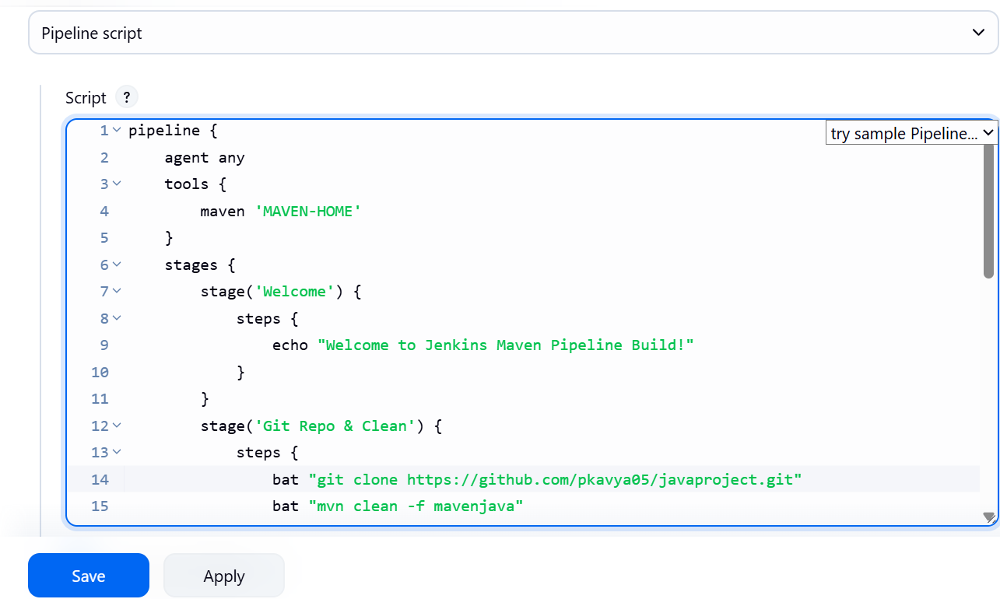 Pipeline script
Script ?
try sample Pipeline...
1 pipeline {
2 agent any
3 tools {
4 maven 'MAVEN-HOME'
5 }
6 stages {
7 stage('Welcome') {
8 steps {
9 echo "Welcome to Jenkins Maven Pipeline Build!"
10 }
11 }
12 stage('Git Repo & Clean') {
13 steps {
14 bat "git clone https://github.com/pkavya05/javaproject.git"
15 bat "mvn clean -f mavenjava"
Save Apply